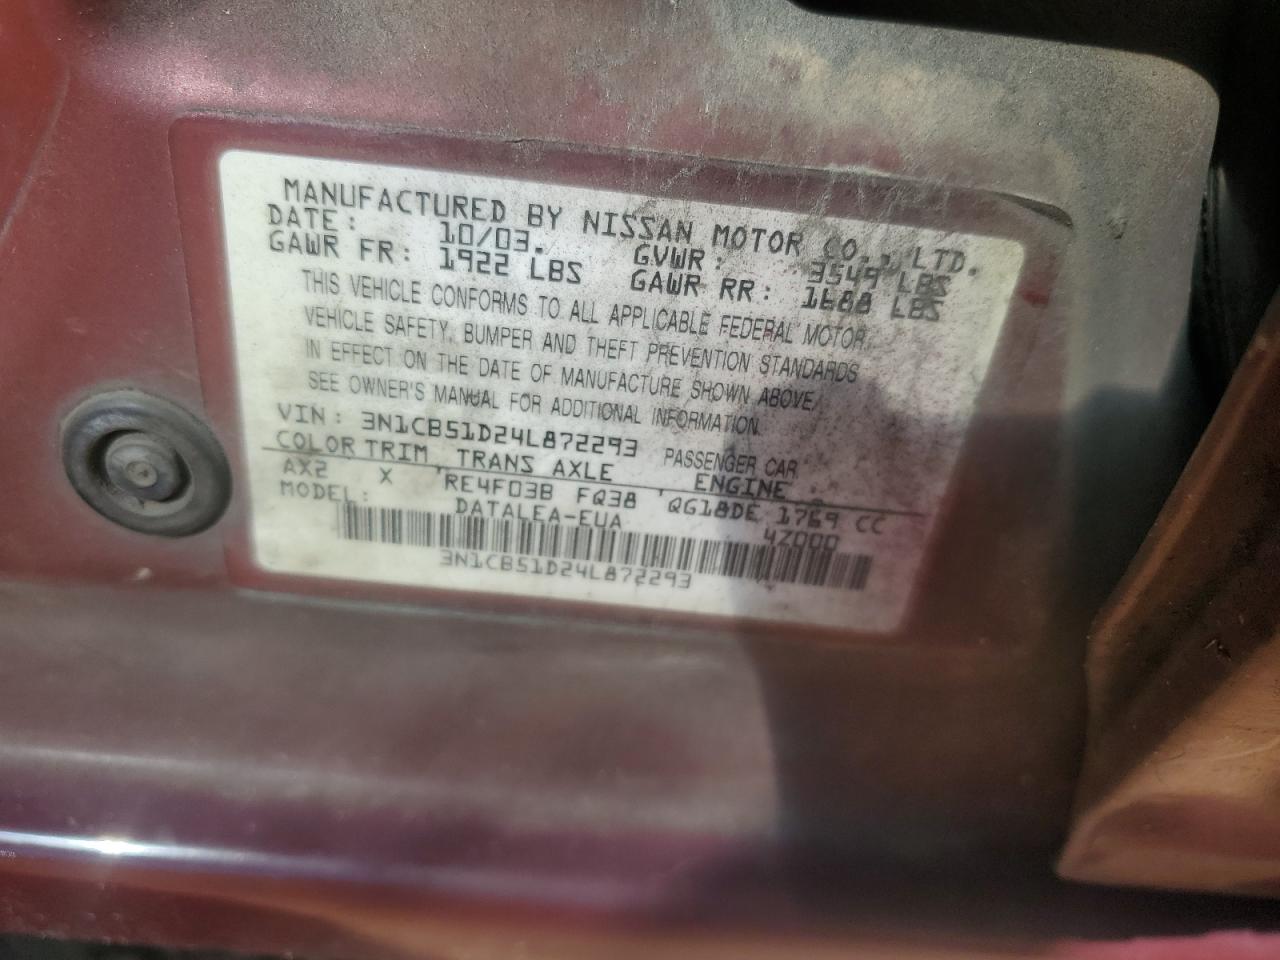 MANUFACTURED BY NISSAN MOTOR CO., LTD.
DATE: 10/03. GVWR: 3549 LBS
GAWR FR: 1922 LBS GAWR RR: 1688 LBS
THIS VEHICLE CONFORMS TO ALL APPLICABLE FEDERAL MOTOR
VEHICLE SAFETY, BUMPER AND THEFT PREVENTION STANDARDS
IN EFFECT ON THE DATE OF MANUFACTURE SHOWN ABOVE.
SEE OWNER'S MANUAL FOR ADDITIONAL INFORMATION.
VIN: 3N1CB51D24L872293 PASSENGER CAR
COLOR TRIM TRANS AXLE ENGINE
AX2 X RE4F03B FQ38 QG18DE 1769 CC
MODEL: DATALEA-EUA 4Z000
3N1CB51D24L872293